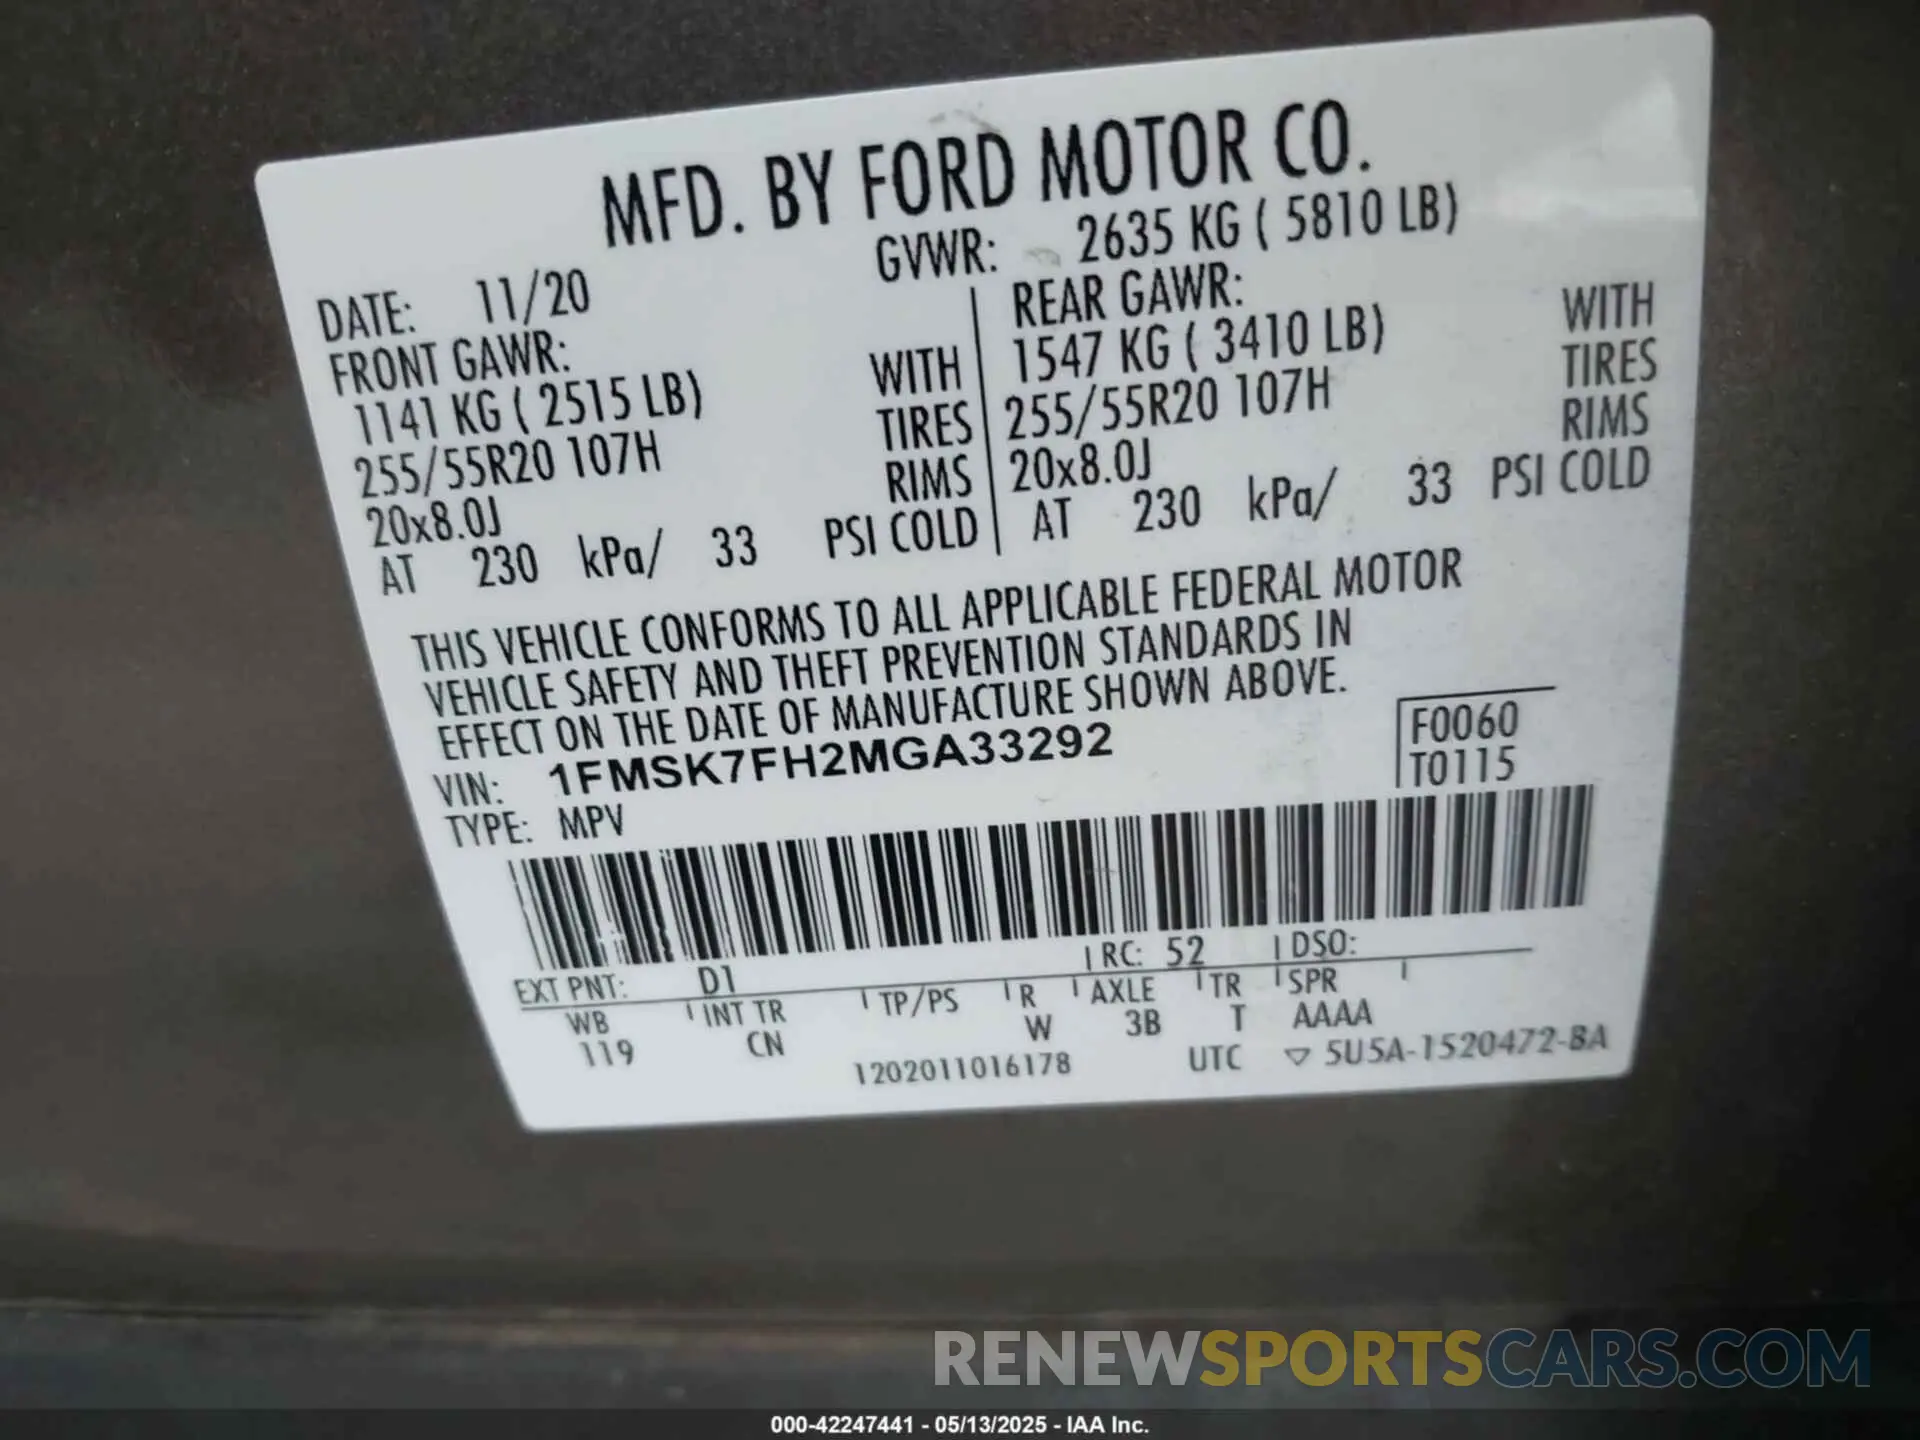 MFD. BY FORD MOTOR CO.
DATE: 11/20 GVWR: 2635 KG ( 5810 LB)
FRONT GAWR: REAR GAWR:
1141 KG ( 2515 LB) WITH 1547 KG ( 3410 LB) WITH
255/55R20 107H TIRES 255/55R20 107H TIRES
20x8.0J RIMS 20x8.0J RIMS
AT 230 kPa/ 33 PSI COLD AT 230 kPa/ 33 PSI COLD
THIS VEHICLE CONFORMS TO ALL APPLICABLE FEDERAL MOTOR
VEHICLE SAFETY AND THEFT PREVENTION STANDARDS IN
EFFECT ON THE DATE OF MANUFACTURE SHOWN ABOVE.
VIN: 1FMSK7FH2MGA33292 F0060
TYPE: MPV T0115
EXT PNT: D1 RC: 52 DSO:
WB INT TR TP/PS R AXLE TR SPR
119 CN W 3B T AAAA
1202011016178 UTC ▽ 5U5A-1520472-BA
RENEWSPORTSCARS.COM
000-42247441 - 05/13/2025 - IAA Inc.